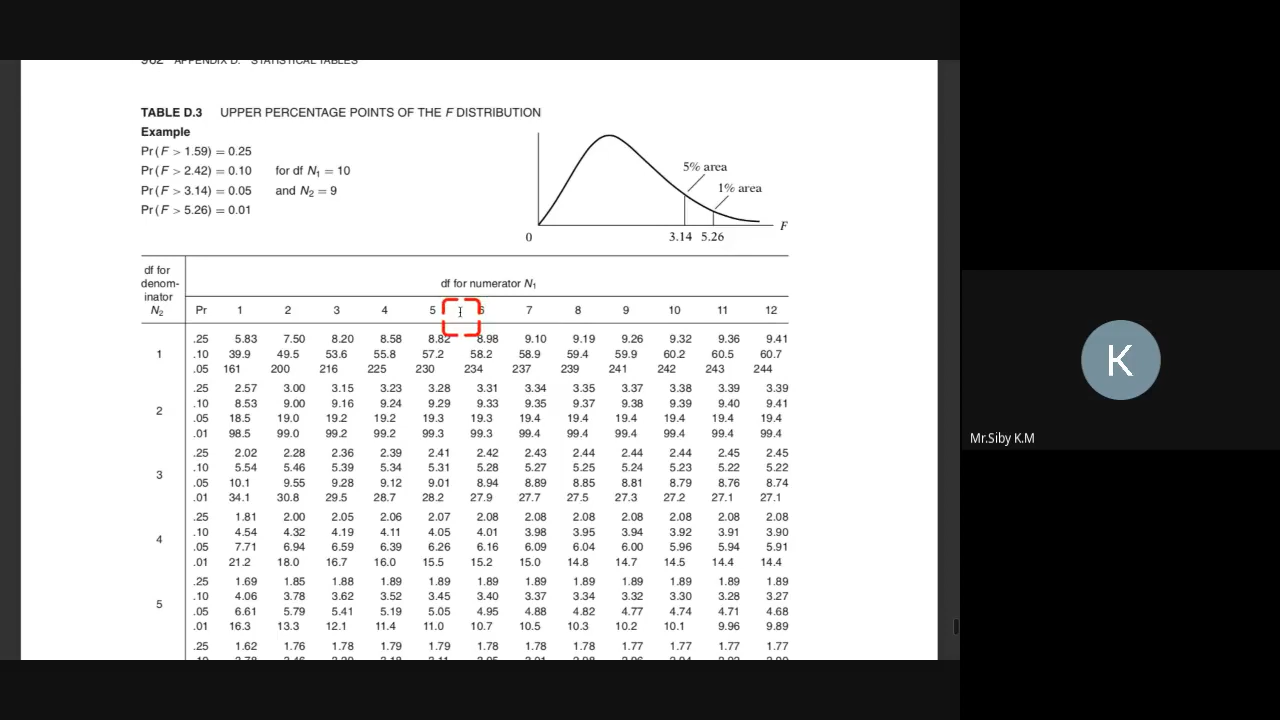 962 APPENDIX D: STATISTICAL TABLES
TABLE D.3 UPPER PERCENTAGE POINTS OF THE F DISTRIBUTION
Example
Pr(F > 1.59) = 0.25
Pr(F > 2.42) = 0.10 for df N1 = 10
Pr(F > 3.14) = 0.05 and N2 = 9
Pr(F > 5.26) = 0.01
5% area
1% area
F
0 3.14 5.26
df for denom-inator N2
df for numerator N1
Pr 1 2 3 4 5 6 7 8 9 10 11 12
1
.25 5.83 7.50 8.20 8.58 8.82 8.98 9.10 9.19 9.26 9.32 9.36 9.41
.10 39.9 49.5 53.6 55.8 57.2 58.2 58.9 59.4 59.9 60.2 60.5 60.7
.05 161 200 216 225 230 234 237 239 241 242 243 244
2
.25 2.57 3.00 3.15 3.23 3.28 3.31 3.34 3.35 3.37 3.38 3.39 3.39
.10 8.53 9.00 9.16 9.24 9.29 9.33 9.35 9.37 9.38 9.39 9.40 9.41
.05 18.5 19.0 19.2 19.2 19.3 19.3 19.4 19.4 19.4 19.4 19.4 19.4
.01 98.5 99.0 99.2 99.2 99.3 99.3 99.4 99.4 99.4 99.4 99.4 99.4
3
.25 2.02 2.28 2.36 2.39 2.41 2.42 2.43 2.44 2.44 2.44 2.45 2.45
.10 5.54 5.46 5.39 5.34 5.31 5.28 5.27 5.25 5.24 5.23 5.22 5.22
.05 10.1 9.55 9.28 9.12 9.01 8.94 8.89 8.85 8.81 8.79 8.76 8.74
.01 34.1 30.8 29.5 28.7 28.2 27.9 27.7 27.5 27.3 27.2 27.1 27.1
4
.25 1.81 2.00 2.05 2.06 2.07 2.08 2.08 2.08 2.08 2.08 2.08 2.08
.10 4.54 4.32 4.19 4.11 4.05 4.01 3.98 3.95 3.94 3.92 3.91 3.90
.05 7.71 6.94 6.59 6.39 6.26 6.16 6.09 6.04 6.00 5.96 5.94 5.91
.01 21.2 18.0 16.7 16.0 15.5 15.2 15.0 14.8 14.7 14.5 14.4 14.4
5
.25 1.69 1.85 1.88 1.89 1.89 1.89 1.89 1.89 1.89 1.89 1.89 1.89
.10 4.06 3.78 3.62 3.52 3.45 3.40 3.37 3.34 3.32 3.30 3.28 3.27
.05 6.61 5.79 5.41 5.19 5.05 4.95 4.88 4.82 4.77 4.74 4.71 4.68
.01 16.3 13.3 12.1 11.4 11.0 10.7 10.5 10.3 10.2 10.1 9.96 9.89
.25 1.62 1.76 1.78 1.79 1.79 1.78 1.78 1.78 1.77 1.77 1.77 1.77
K
Mr.Siby K.M